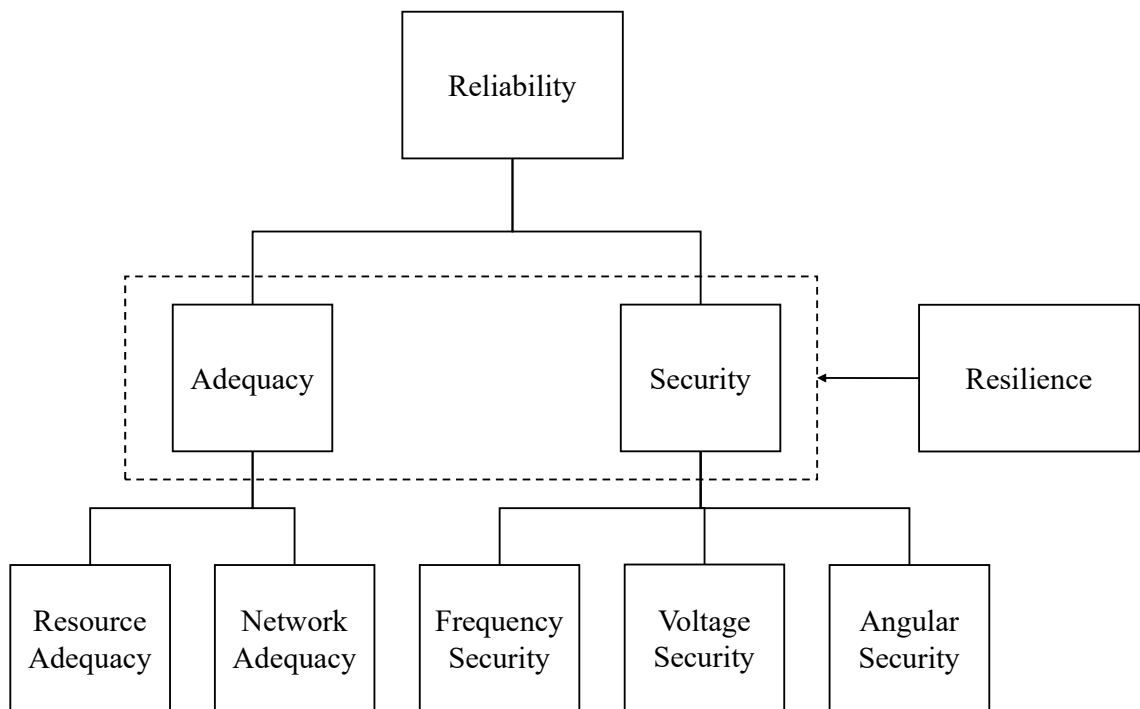 Reliability
Adequacy
Security
Resilience
Resource
Adequacy
Network
Adequacy
Frequency
Security
Voltage
Security
Angular
Security